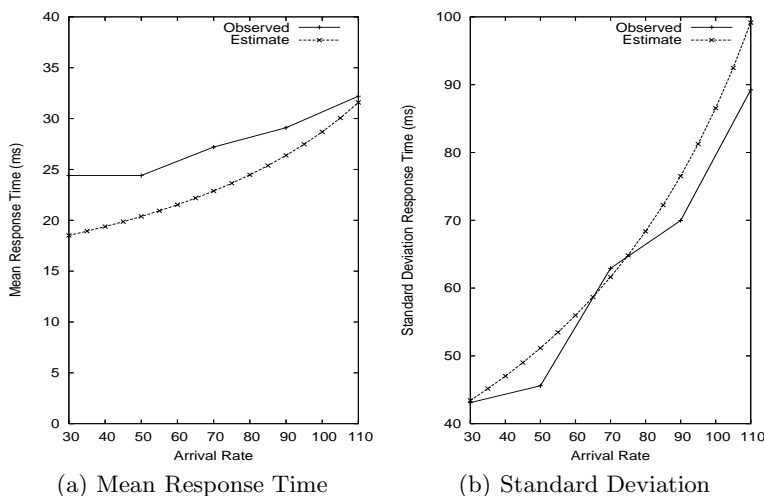 40
35
30
25
20
15
10
5
0
Mean Response Time (ms)
Observed
Estimate
30 40 50 60 70 80 90 100 110
Arrival Rate
(a) Mean Response Time
100
90
80
70
60
50
40
Standard Deviation Response Time (ms)
Observed
Estimate
30 40 50 60 70 80 90 100 110
Arrival Rate
(b) Standard Deviation